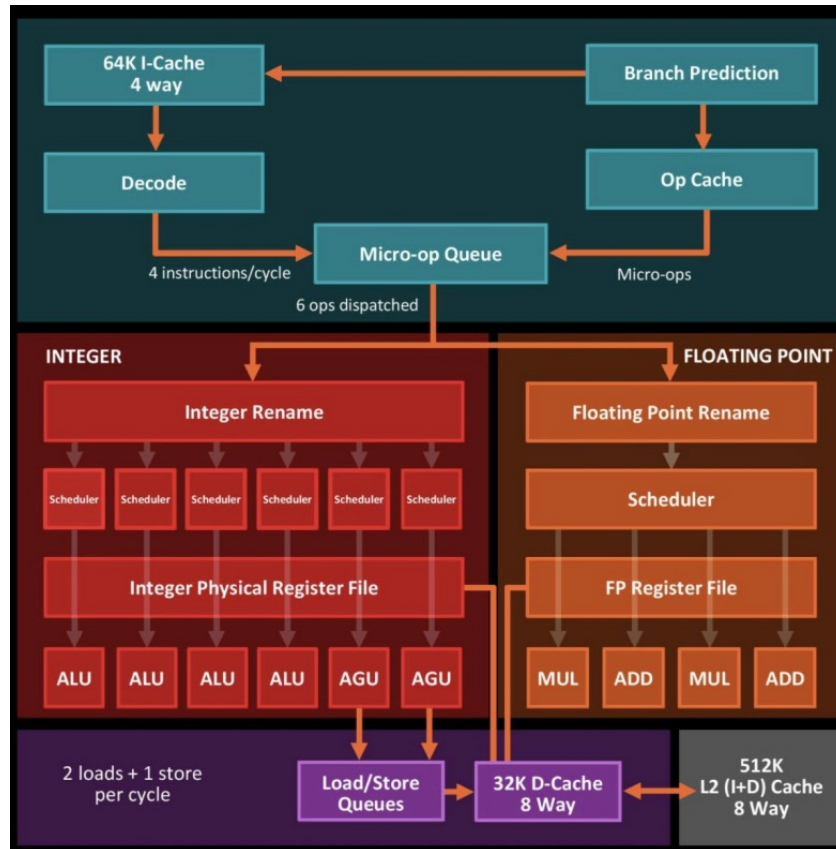 64K I-Cache
4 way
Branch Prediction
Decode
Op Cache
Micro-op Queue
4 instructions/cycle
Micro-ops
6 ops dispatched
INTEGER
FLOATING POINT
Integer Rename
Floating Point Rename
Scheduler
Scheduler
Scheduler
Scheduler
Scheduler
Scheduler
Scheduler
Integer Physical Register File
FP Register File
ALU
ALU
ALU
ALU
AGU
AGU
MUL
ADD
MUL
ADD
2 loads + 1 store
per cycle
Load/Store
Queues
32K D-Cache
8 Way
512K
L2 (I+D) Cache
8 Way